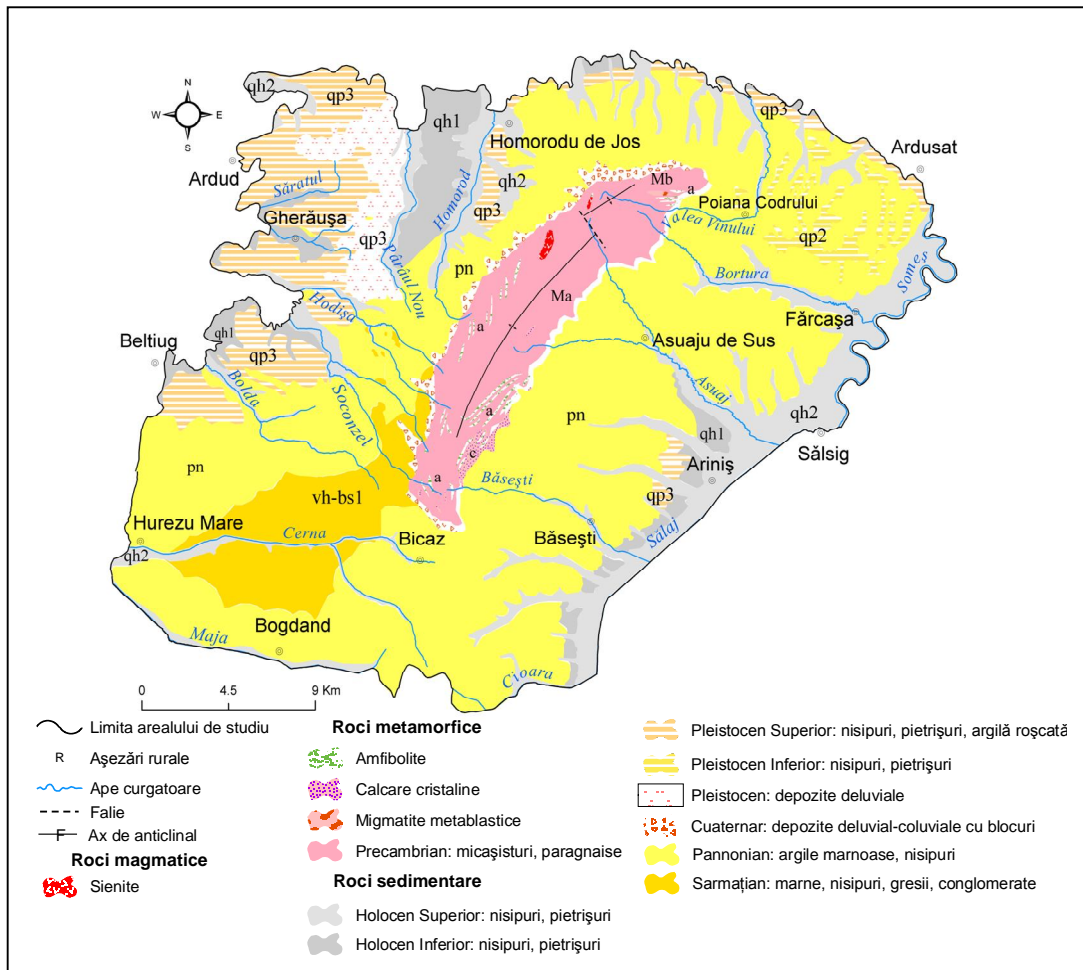 N
W E
S
qh2
qp3
qh1
Homorodu de Jos
qp3
Ardusat
Ardud
Săratul
qh2
Mb
a
Poiana Codrului
Gherăuşa
qp3
Homorod
qp3
Valea Vinului
qp2
Pârâul Nou
pn
Bortura
Someş
Hodişa
Ma
Fărcaşa
qh1
a
Beltiug
qp3
Asuaju de Sus
Bolda
Soconzel
Asuaj
a
pn
qh2
qh1
Sălsig
c
Ariniş
pn
a
Băseşti
qp3
vh-bs1
Hurezu Mare
Cerna
Bicaz
Băseşti
Sălaj
qh2
Bogdand
Maja
Cioara
0 4.5 9 Km
Limita arealului de studiu
R Aşezări rurale
Ape curgatoare
Falie
F Ax de anticlinal
Roci magmatice
Sienite
Roci metamorfice
Amfibolite
Calcare cristaline
Migmatite metablastice
Precambrian: micaşisturi, paragnaise
Roci sedimentare
Holocen Superior: nisipuri, pietrişuri
Holocen Inferior: nisipuri, pietrişuri
Pleistocen Superior: nisipuri, pietrişuri, argilă roşcată
Pleistocen Inferior: nisipuri, pietrişuri
Pleistocen: depozite deluviale
Cuaternar: depozite deluvial-coluviale cu blocuri
Pannonian: argile marnoase, nisipuri
Sarmaţian: marne, nisipuri, gresii, conglomerate